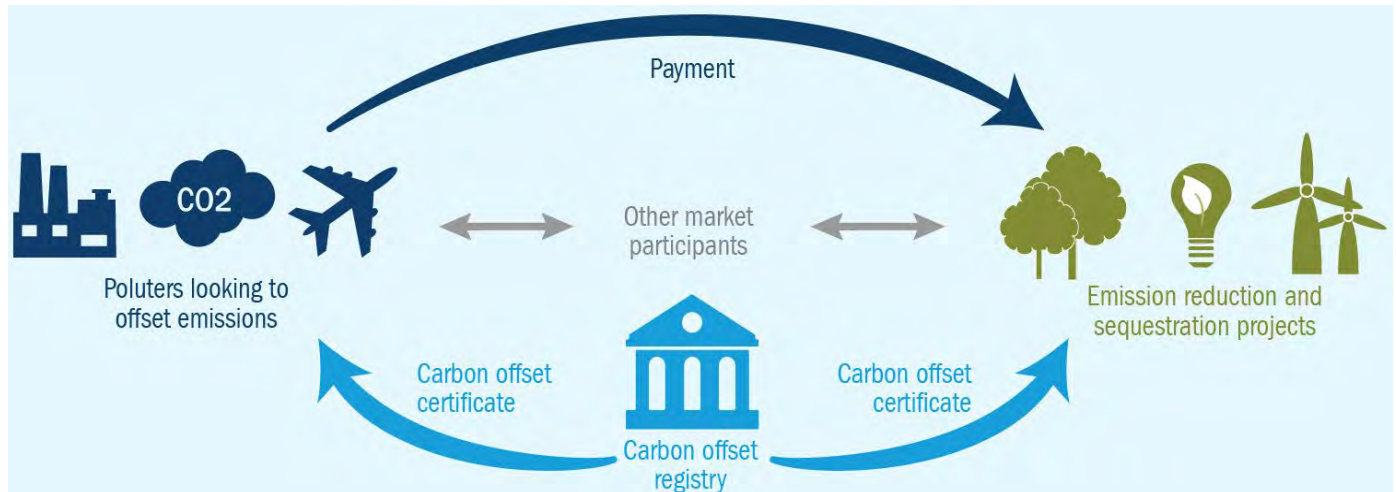 Payment
CO2
Other market
participants
Poluters looking to
offset emissions
Emission reduction and
sequestration projects
Carbon offset
certificate
Carbon offset
certificate
Carbon offset
registry